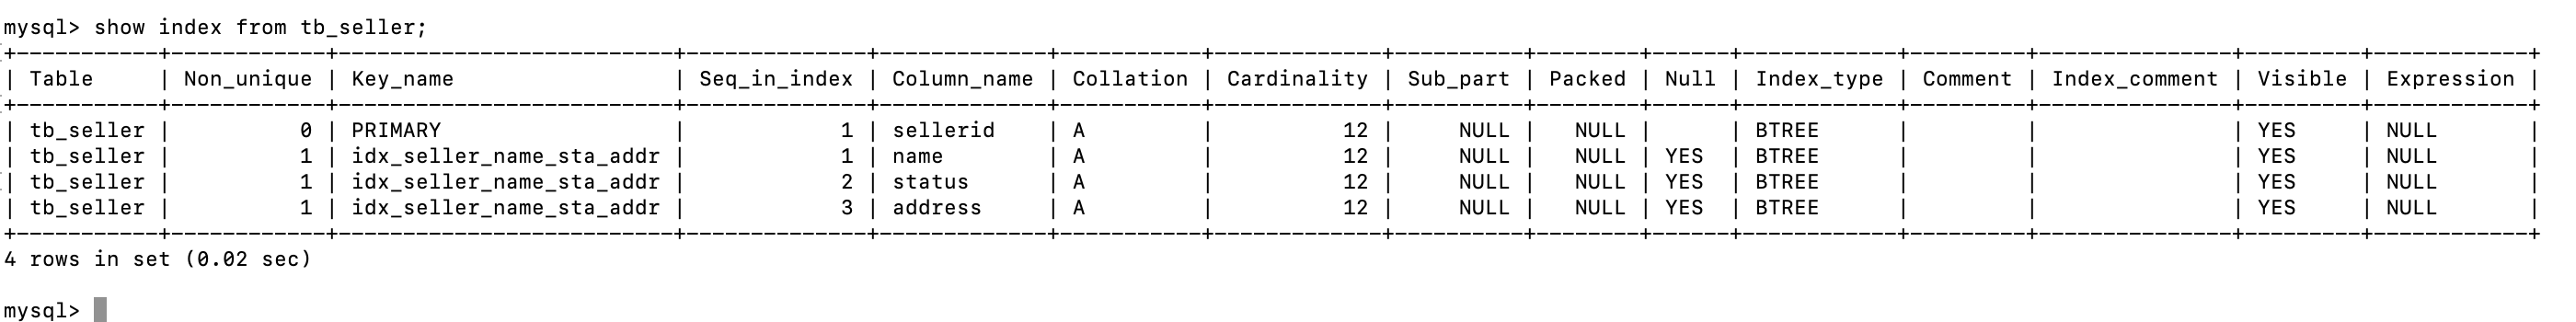 mysql> show index from tb_seller;
+-----------+------------+--------------------------+--------------+-------------+-----------+-------------+----------+--------+------+------------+---------+---------------+---------+------------+
| Table     | Non_unique | Key_name                 | Seq_in_index | Column_name | Collation | Cardinality | Sub_part | Packed | Null | Index_type | Comment | Index_comment | Visible | Expression |
+-----------+------------+--------------------------+--------------+-------------+-----------+-------------+----------+--------+------+------------+---------+---------------+---------+------------+
| tb_seller |          0 | PRIMARY                  |            1 | sellerid    | A         |          12 |     NULL |   NULL |      | BTREE      |         |               | YES     | NULL       |
| tb_seller |          1 | idx_seller_name_sta_addr |            1 | name        | A         |          12 |     NULL |   NULL | YES  | BTREE      |         |               | YES     | NULL       |
| tb_seller |          1 | idx_seller_name_sta_addr |            2 | status      | A         |          12 |     NULL |   NULL | YES  | BTREE      |         |               | YES     | NULL       |
| tb_seller |          1 | idx_seller_name_sta_addr |            3 | address     | A         |          12 |     NULL |   NULL | YES  | BTREE      |         |               | YES     | NULL       |
+-----------+------------+--------------------------+--------------+-------------+-----------+-------------+----------+--------+------+------------+---------+---------------+---------+------------+
4 rows in set (0.02 sec)
mysql>